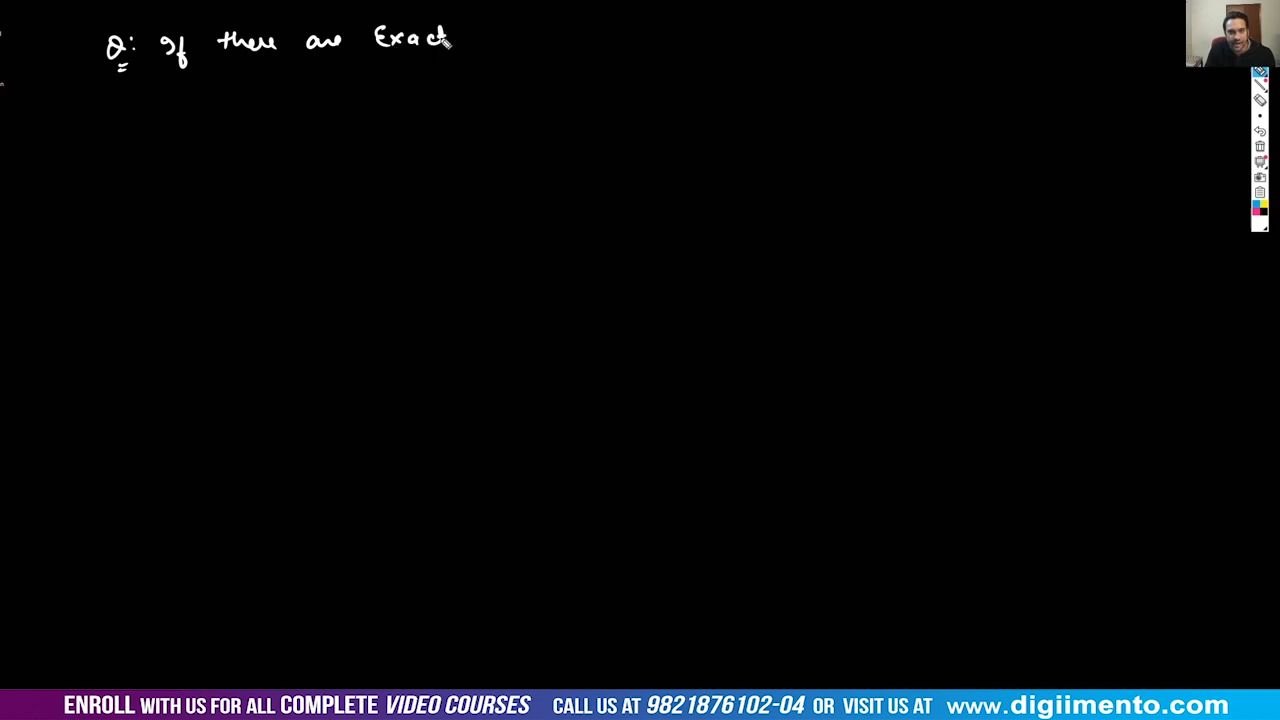 Q: If there are Exact
ENROLL WITH US FOR ALL COMPLETE VIDEO COURSES CALL US AT 9821876102-04 OR VISIT US AT www.digiimento.com